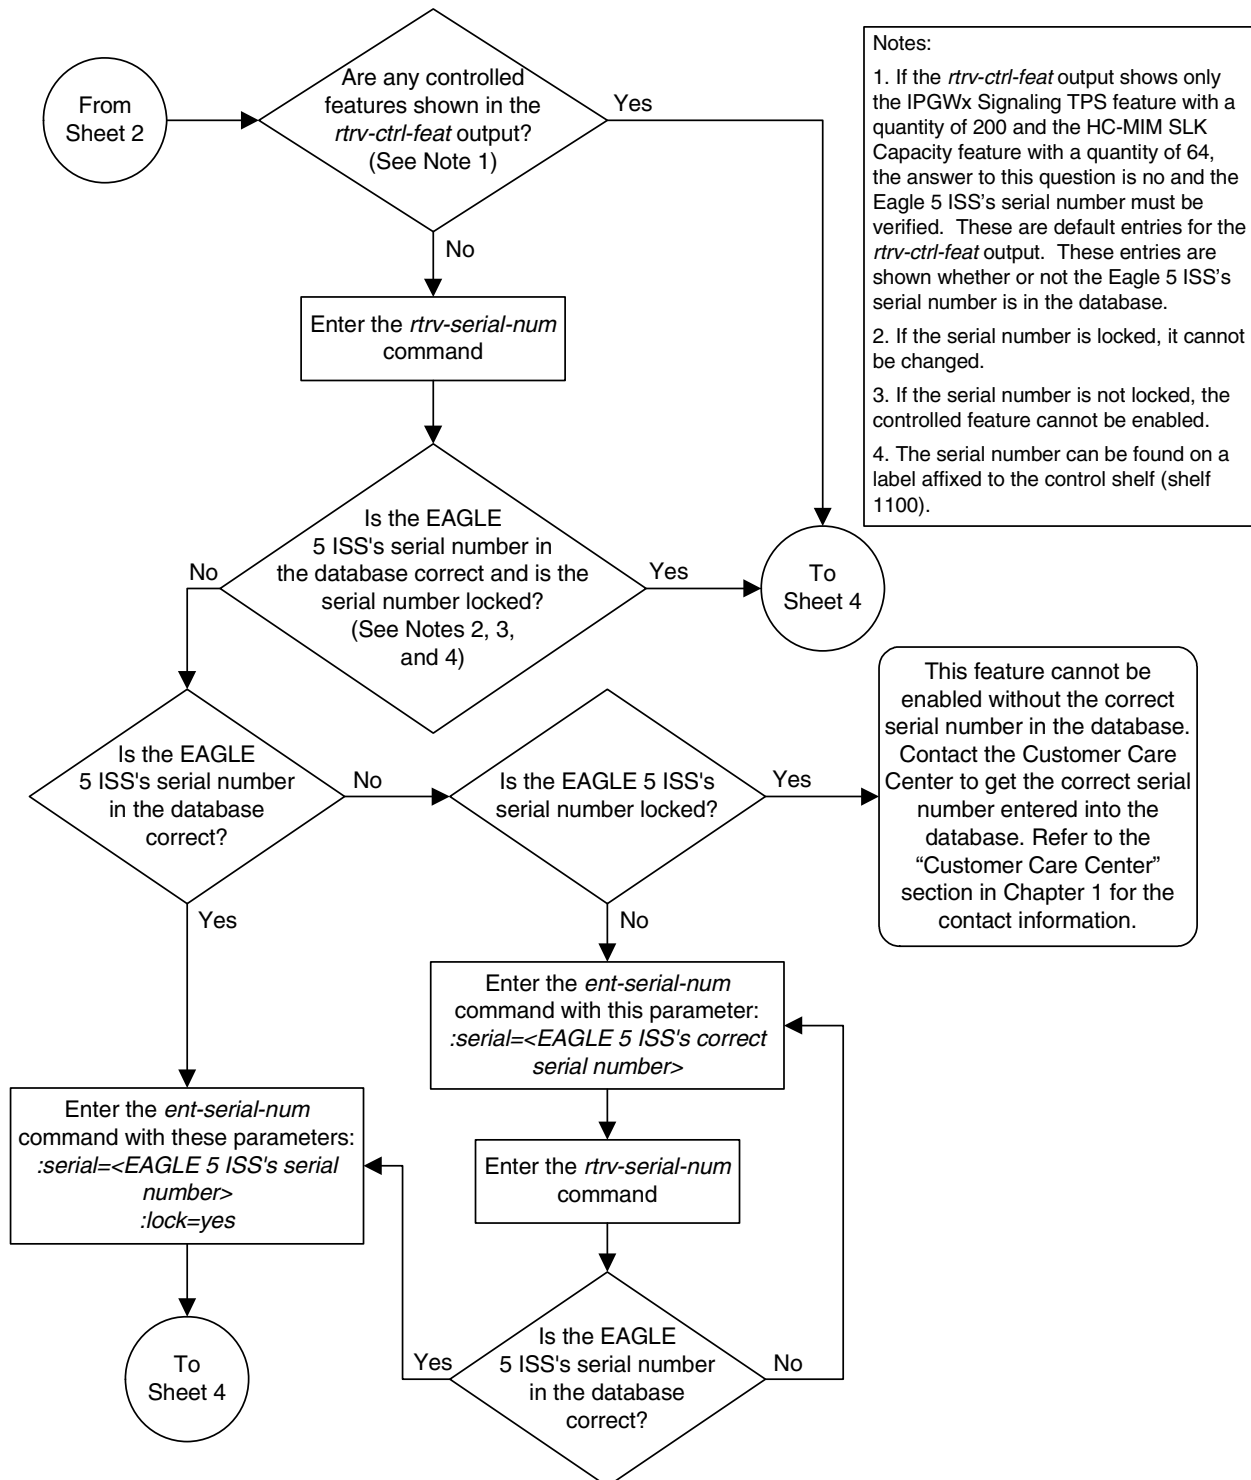 From
Sheet 2
Are any controlled
features shown in the
rtrv-ctrl-feat output?
(See Note 1)
Yes
No
Notes:
1. If the rtrv-ctrl-feat output shows only
the IPGWx Signaling TPS feature with a
quantity of 200 and the HC-MIM SLK
Capacity feature with a quantity of 64,
the answer to this question is no and the
Eagle 5 ISS's serial number must be
verified.  These are default entries for the
rtrv-ctrl-feat output.  These entries are
shown whether or not the Eagle 5 ISS's
serial number is in the database.
2. If the serial number is locked, it cannot
be changed.
3. If the serial number is not locked, the
controlled feature cannot be enabled.
4. The serial number can be found on a
label affixed to the control shelf (shelf
1100).
Enter the rtrv-serial-num
command
Is the EAGLE
5 ISS's serial number in
the database correct and is the
serial number locked?
(See Notes 2, 3,
and 4)
No
Yes
To
Sheet 4
Is the EAGLE
5 ISS's serial number
in the database
correct?
No
Yes
Is the EAGLE 5 ISS's
serial number locked?
Yes
No
This feature cannot be
enabled without the correct
serial number in the database.
Contact the Customer Care
Center to get the correct serial
number entered into the
database. Refer to the
“Customer Care Center”
section in Chapter 1 for the
contact information.
Enter the ent-serial-num
command with this parameter:
:serial=<EAGLE 5 ISS's correct
serial number>
Enter the ent-serial-num
command with these parameters:
:serial=<EAGLE 5 ISS's serial
number>
:lock=yes
Enter the rtrv-serial-num
command
Is the EAGLE
5 ISS's serial number
in the database
correct?
Yes
No
To
Sheet 4